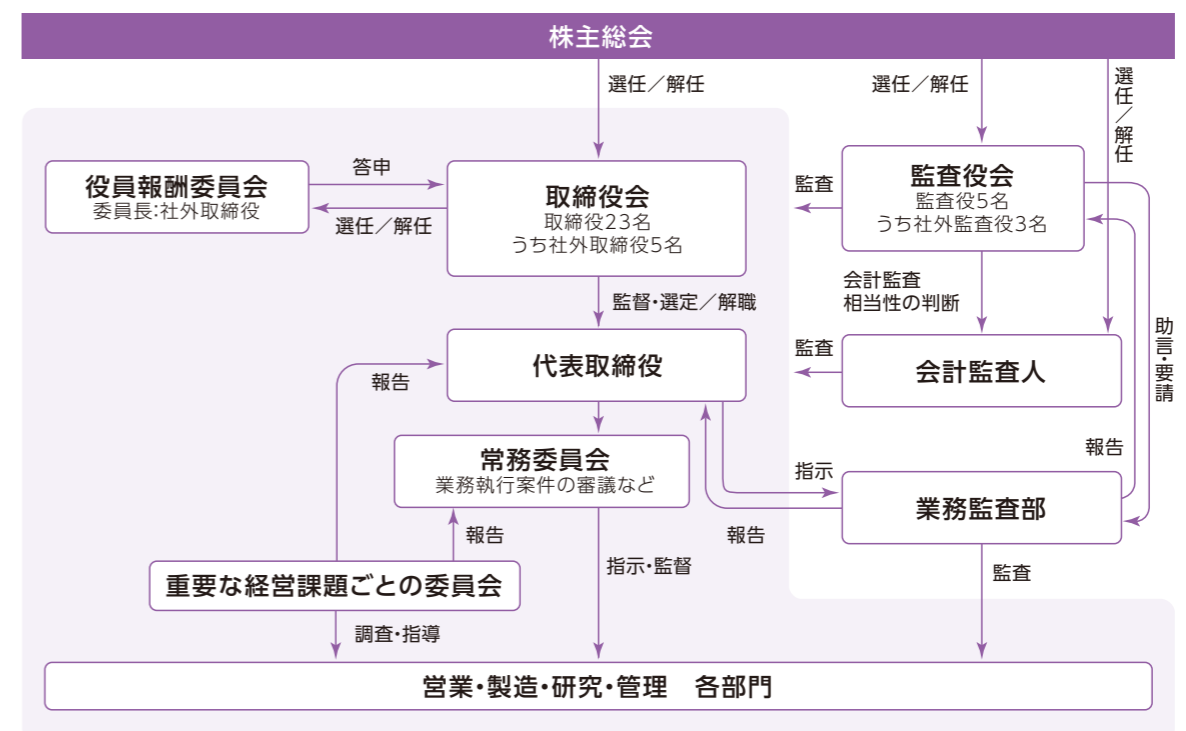 株主総会
選任／解任
選任／解任
選任／解任
役員報酬委員会
委員長：社外取締役
答申
選任／解任
取締役会
取締役23名
うち社外取締役5名
監査
監査役会
監査役5名
うち社外監査役3名
監督・選定／解職
会計監査
相当性の判断
助言・要請
代表取締役
監査
会計監査人
報告
常務委員会
業務執行案件の審議など
指示
報告
報告
業務監査部
報告
指示・監督
監査
重要な経営課題ごとの委員会
調査・指導
営業・製造・研究・管理　各部門